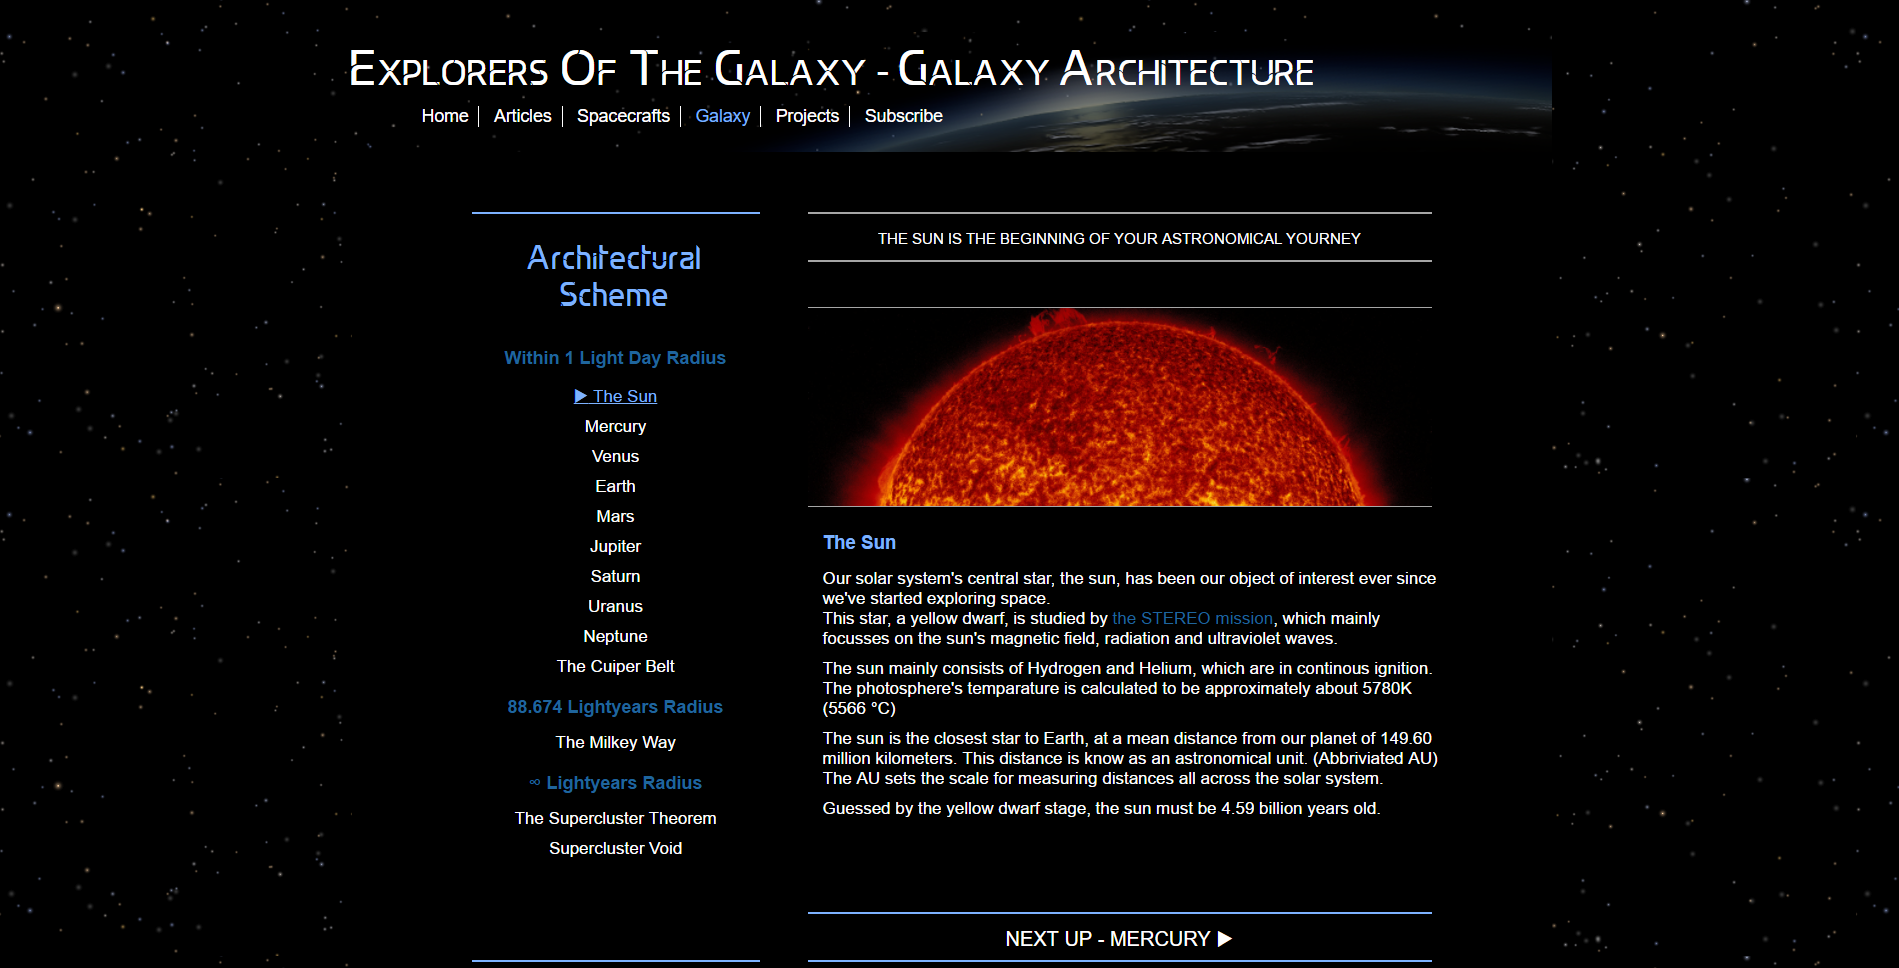 Explorers Of The Galaxy - Galaxy Architecture
Home
Articles
Spacecrafts
Galaxy
Projects
Subscribe
Architectural
Scheme
Within 1 Light Day Radius
▶ The Sun
Mercury
Venus
Earth
Mars
Jupiter
Saturn
Uranus
Neptune
The Cuiper Belt
88.674 Lightyears Radius
The Milkey Way
∞ Lightyears Radius
The Supercluster Theorem
Supercluster Void
THE SUN IS THE BEGINNING OF YOUR ASTRONOMICAL YOURNEY
The Sun
Our solar system's central star, the sun, has been our object of interest ever since
we've started exploring space.
This star, a yellow dwarf, is studied by the STEREO mission, which mainly
focusses on the sun's magnetic field, radiation and ultraviolet waves.
The sun mainly consists of Hydrogen and Helium, which are in continous ignition.
The photosphere's temparature is calculated to be approximately about 5780K
(5566 °C)
The sun is the closest star to Earth, at a mean distance from our planet of 149.60
million kilometers. This distance is know as an astronomical unit. (Abbriviated AU)
The AU sets the scale for measuring distances all across the solar system.
Guessed by the yellow dwarf stage, the sun must be 4.59 billion years old.
NEXT UP - MERCURY ▶